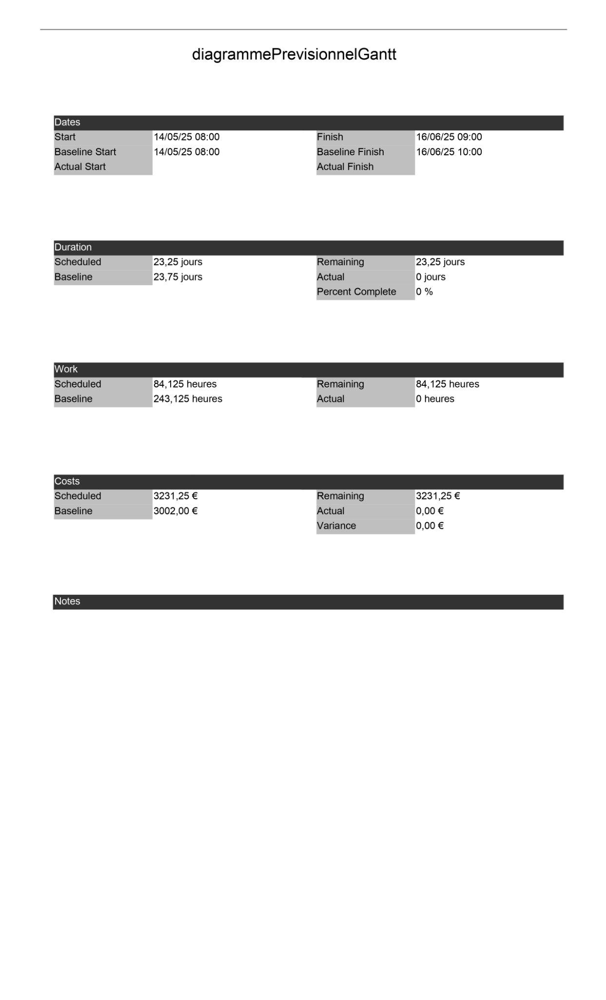 diagrammePrevisionnelGantt
Dates
Start 14/05/25 08:00 Finish 16/06/25 09:00
Baseline Start 14/05/25 08:00 Baseline Finish 16/06/25 10:00
Actual Start Actual Finish
Duration
Scheduled 23,25 jours Remaining 23,25 jours
Baseline 23,75 jours Actual 0 jours
Percent Complete 0 %
Work
Scheduled 84,125 heures Remaining 84,125 heures
Baseline 243,125 heures Actual 0 heures
Costs
Scheduled 3231,25 € Remaining 3231,25 €
Baseline 3002,00 € Actual 0,00 €
Variance 0,00 €
Notes